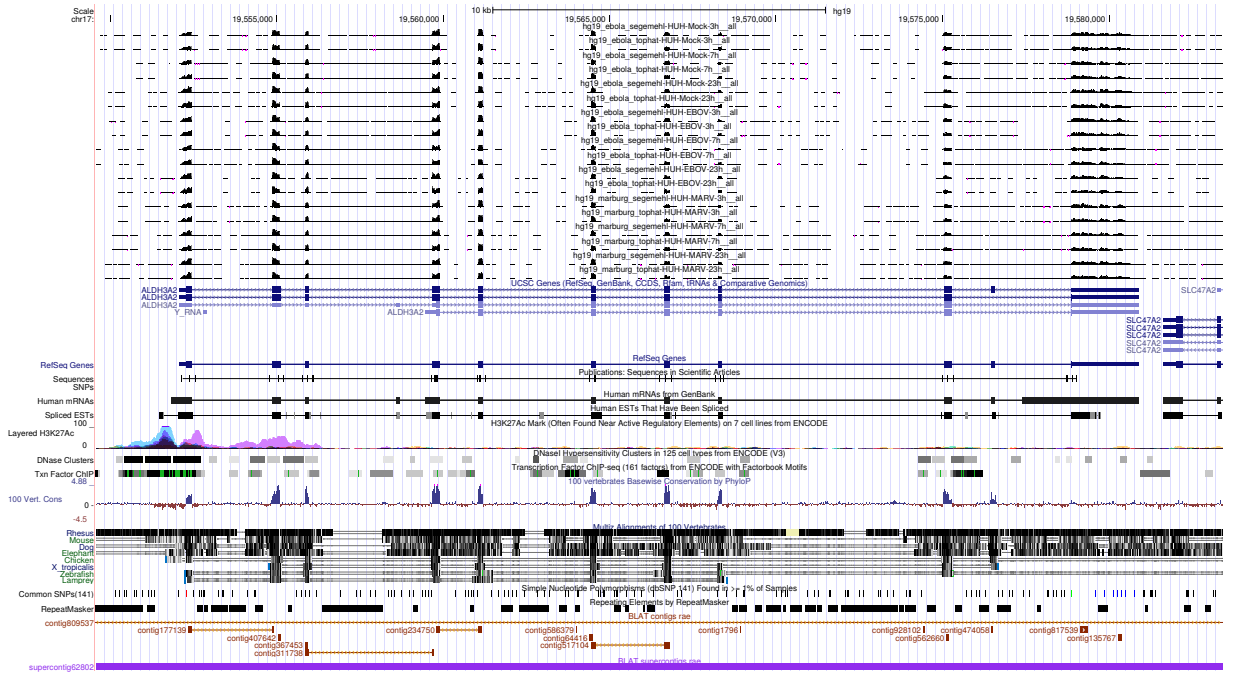 Scale 10 kb hg19
chr17: 19,555,000 19,560,000 19,565,000 19,570,000 19,575,000 19,580,000
hg19_ebola_segemehl-HUH-Mock-3h__all
hg19_ebola_tophat-HUH-Mock-3h__all
hg19_ebola_segemehl-HUH-Mock-7h__all
hg19_ebola_tophat-HUH-Mock-7h__all
hg19_ebola_segemehl-HUH-Mock-23h__all
hg19_ebola_tophat-HUH-Mock-23h__all
hg19_ebola_segemehl-HUH-EBOV-3h__all
hg19_ebola_tophat-HUH-EBOV-3h__all
hg19_ebola_segemehl-HUH-EBOV-7h__all
hg19_ebola_tophat-HUH-EBOV-7h__all
hg19_ebola_segemehl-HUH-EBOV-23h__all
hg19_ebola_tophat-HUH-EBOV-23h__all
hg19_marburg_segemehl-HUH-MARV-3h__all
hg19_marburg_tophat-HUH-MARV-3h__all
hg19_marburg_segemehl-HUH-MARV-7h__all
hg19_marburg_tophat-HUH-MARV-7h__all
hg19_marburg_segemehl-HUH-MARV-23h__all
hg19_marburg_tophat-HUH-MARV-23h__all
UCSC Genes (RefSeq, GenBank, CCDS, Rfam, tRNAs & Comparative Genomics)
ALDH3A2 SLC47A2
ALDH3A2
ALDH3A2
Y_RNA ALDH3A2
SLC47A2
SLC47A2
SLC47A2
SLC47A2
SLC47A2
RefSeq Genes
RefSeq Genes
Publications: Sequences in Scientific Articles
Sequences
SNPs
Human mRNAs from GenBank
Human mRNAs
Human ESTs That Have Been Spliced
Spliced ESTs
100 H3K27Ac Mark (Often Found Near Active Regulatory Elements) on 7 cell lines from ENCODE
Layered H3K27Ac
0
DNaseI Hypersensitivity Clusters in 125 cell types from ENCODE (V3)
DNase Clusters
Transcription Factor ChIP-seq (161 factors) from ENCODE with Factorbook Motifs
Txn Factor ChIP
4.88 100 vertebrates Basewise Conservation by PhyloP
100 Vert. Cons
0 -
-4.5
Multiz Alignments of 100 Vertebrates
Rhesus
Mouse
Dog
Elephant
Chicken
X_tropicalis
Zebrafish
Lamprey
Simple Nucleotide Polymorphisms (dbSNP 141) Found in >= 1% of Samples
Common SNPs(141)
Repeating Elements by RepeatMasker
RepeatMasker
BLAT contigs rae
contig809537
contig177139 contig234750 contig586379 contig1796 contig928102 contig474058 contig817539
contig407642 contig64416 contig562660 contig135767
contig367453 contig517104
contig311738
BLAT supercontigs rae
supercontig62802